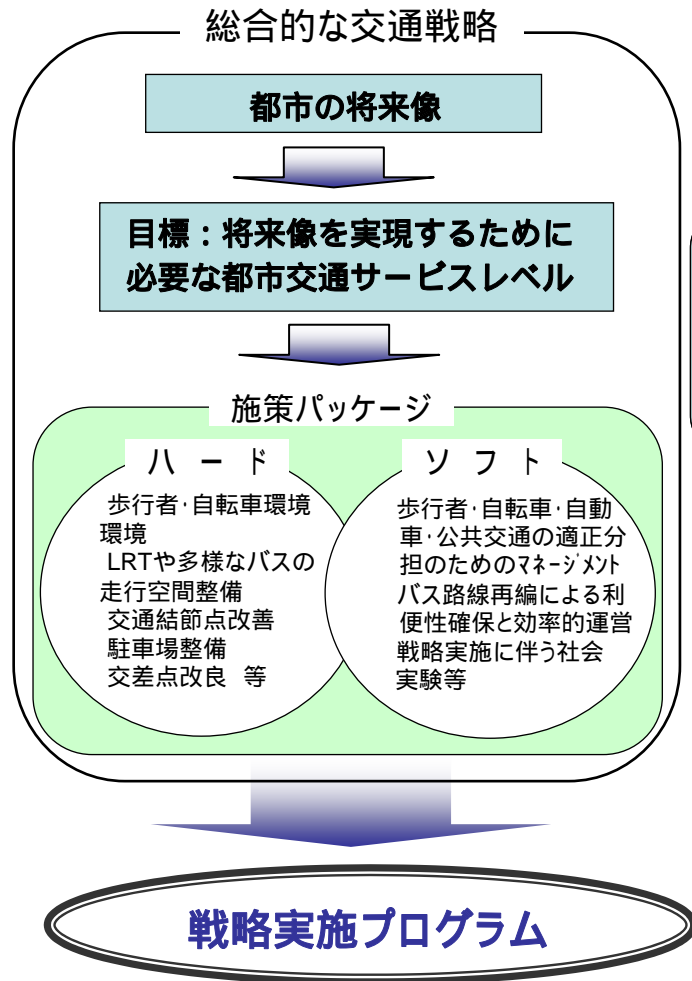 総合的な交通戦略
都市の将来像
目標：将来像を実現するために
必要な都市交通サービスレベル
施策パッケージ
ハード
歩行者･自転車環境
環境
LRTや多様なバスの
走行空間整備
交通結節点改善
駐車場整備
交差点改良 等
ソフト
歩行者･自転車･自動
車･公共交通の適正分
担のためのﾏﾈｰｼﾞﾒﾝﾄ
バス路線再編による利
便性確保と効率的運営
戦略実施に伴う社会
実験等
戦略実施プログラム